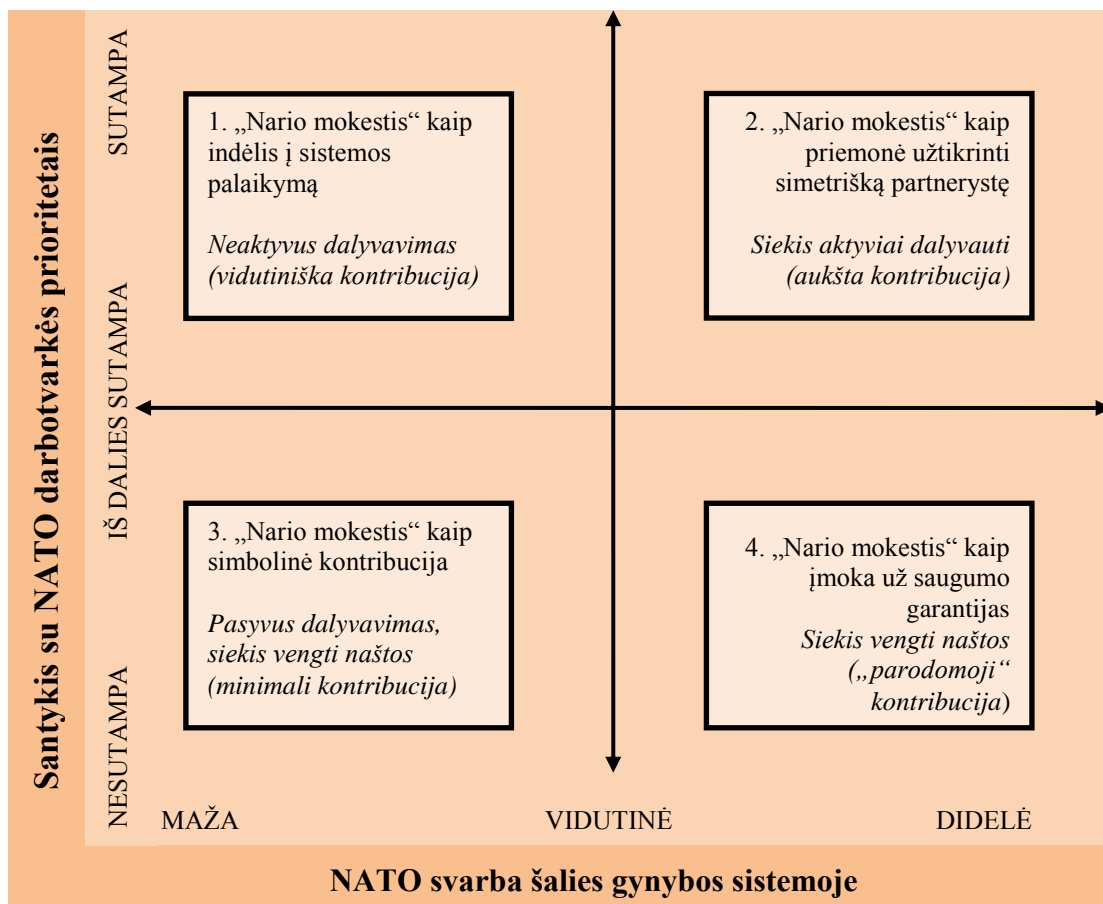 Santykis su NATO darbotvarkės prioritetais
SUTAMPA
IŠ DALIES SUTAMPA
NESUTAMPA
1. „Nario mokestis“ kaip
indėlis į sistemos
palaikymą
Neaktyvus dalyvavimas
(vidutiniška kontribucija)
2. „Nario mokestis“ kaip
priemonė užtikrinti
simetrišką partnerystę
Siekis aktyviai dalyvauti
(aukšta kontribucija)
3. „Nario mokestis“ kaip
simbolinė kontribucija
Pasyvus dalyvavimas,
siekis vengti naštos
(minimali kontribucija)
4. „Nario mokestis“ kaip
įmoka už saugumo
garantijas
Siekis vengti naštos
(„parodomoji“
kontribucija)
MAŽA
VIDUTINĖ
DIDELĖ
NATO svarba šalies gynybos sistemoje